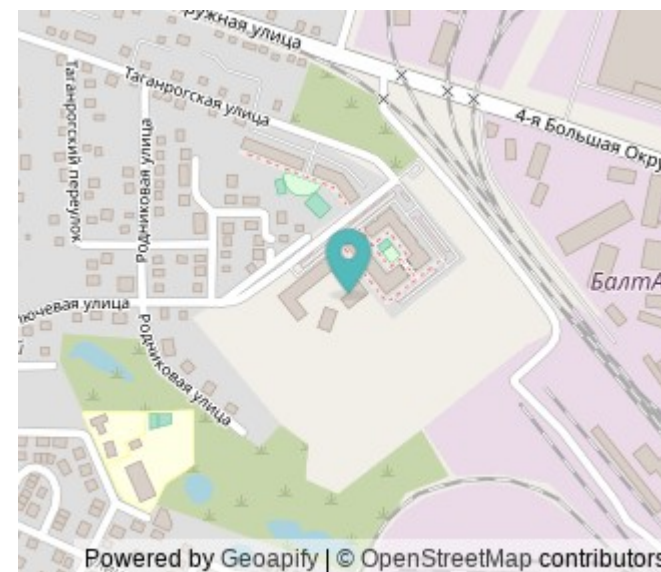 ружная улица
Таганрогская улица
4-я Большая Окру
Таганрогский переулок
Родниковая улица
БалтА
ючевая улица
й
Родниковая улица
Powered by Geoapify | © OpenStreetMap contributors